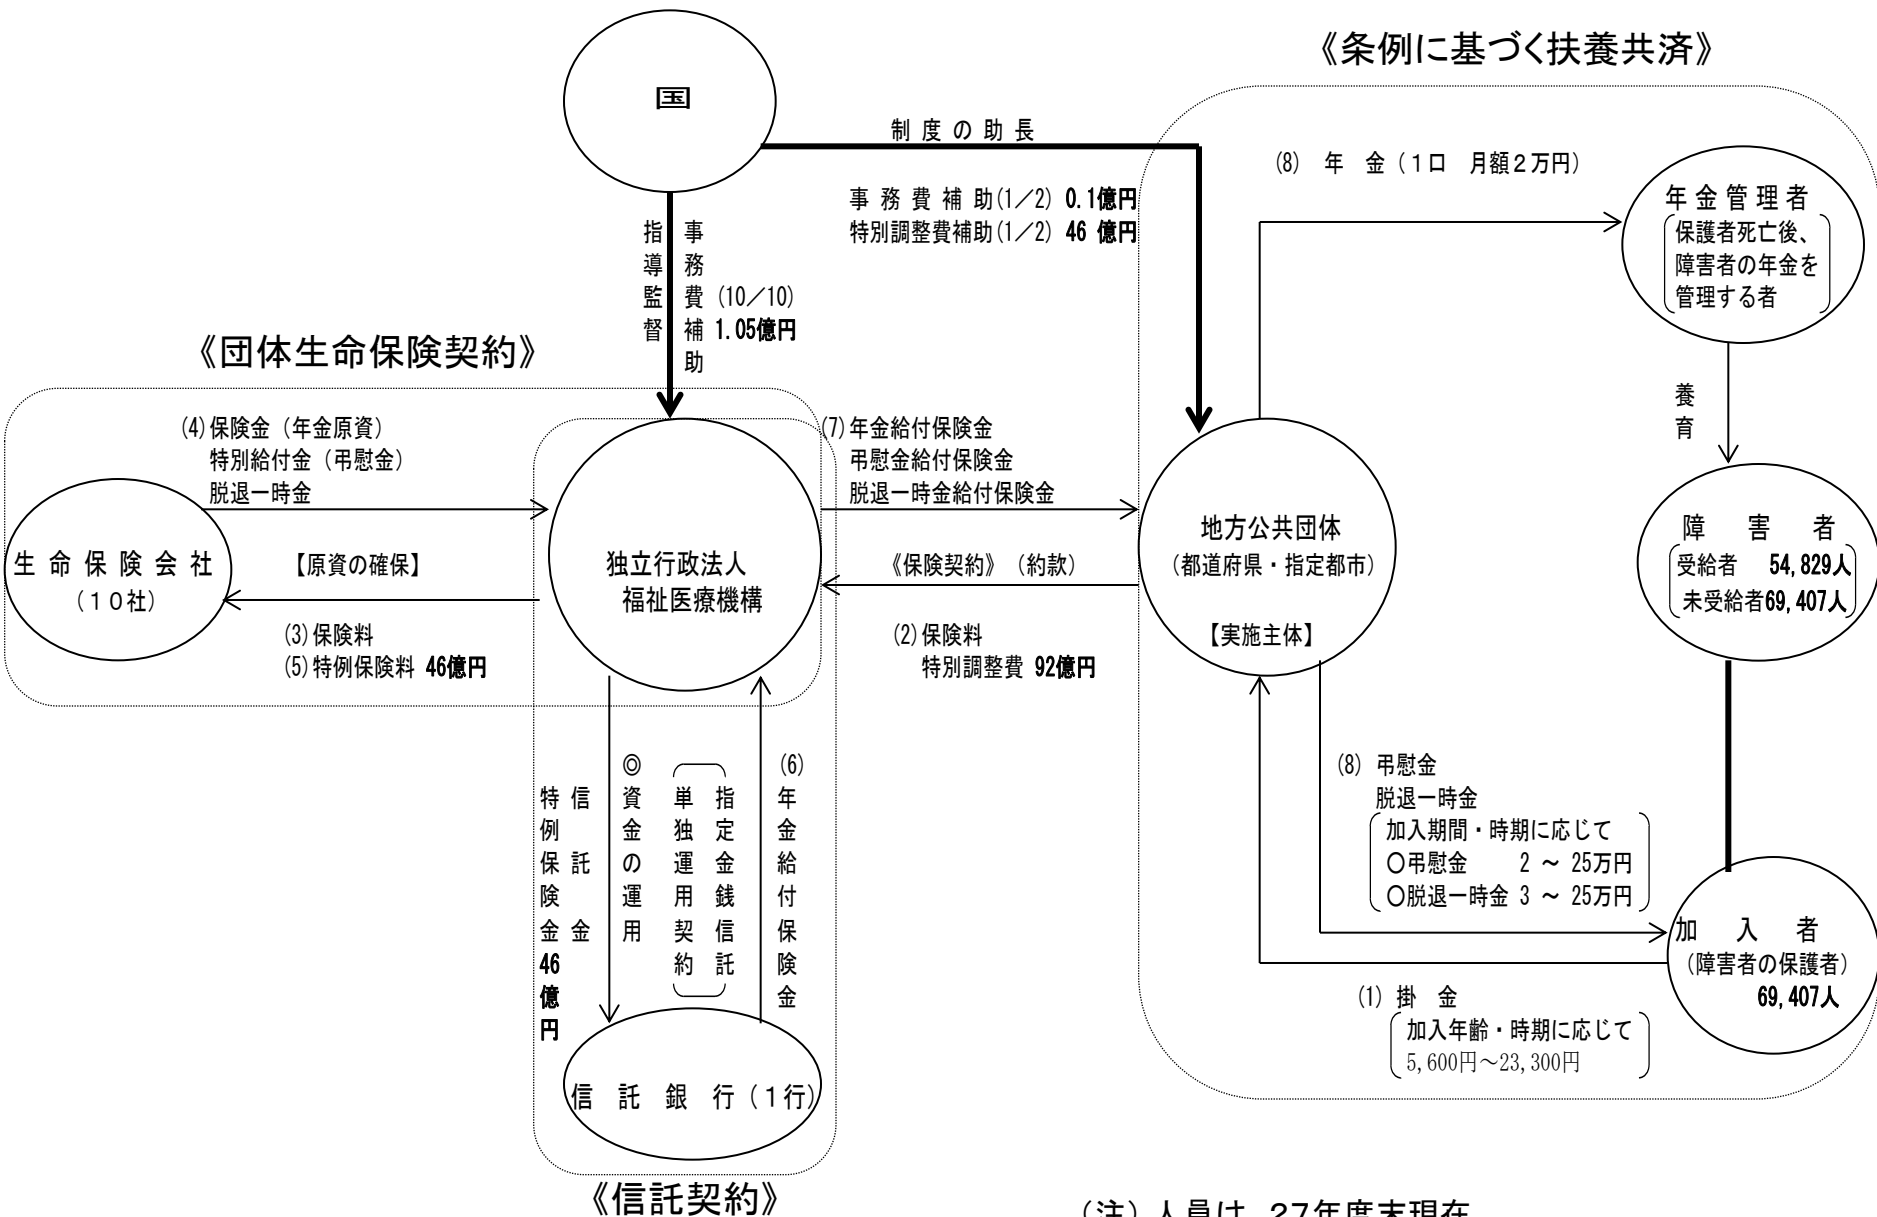 《条例に基づく扶養共済》
国
制度の助長
(8) 年 金（１口 月額２万円）
事務費補助(1／2) 0.1億円
特別調整費補助(1／2) 46 億円
年金管理者
保護者死亡後、
障害者の年金を
管理する者
指導監督
事務費補助
(10／10)
1.05億円
《団体生命保険契約》
養育
(4)保険金（年金原資）
特別給付金（弔慰金）
脱退一時金
(7)年金給付保険金
弔慰金給付保険金
脱退一時金給付保険金
生命保険会社
（１０社）
【原資の確保】
独立行政法人
福祉医療機構
《保険契約》（約款）
地方公共団体
（都道府県・指定都市）
【実施主体】
障 害 者
受給者 54,829人
未受給者69,407人
(3)保険料
(5)特例保険料 46億円
(2)保険料
特別調整費 92億円
特例保険金46億円
信託金
◎資金の運用
単独運用契約
指定金銭信託
(6)年金給付保険金
(8) 弔慰金
脱退一時金
加入期間・時期に応じて
○弔慰金 2 ～ 25万円
○脱退一時金 3 ～ 25万円
加 入 者
（障害者の保護者）
69,407人
(1) 掛 金
加入年齢・時期に応じて
5,600円～23,300円
信 託 銀 行（１行）
《信託契約》
（注）人員は、27年度末現在